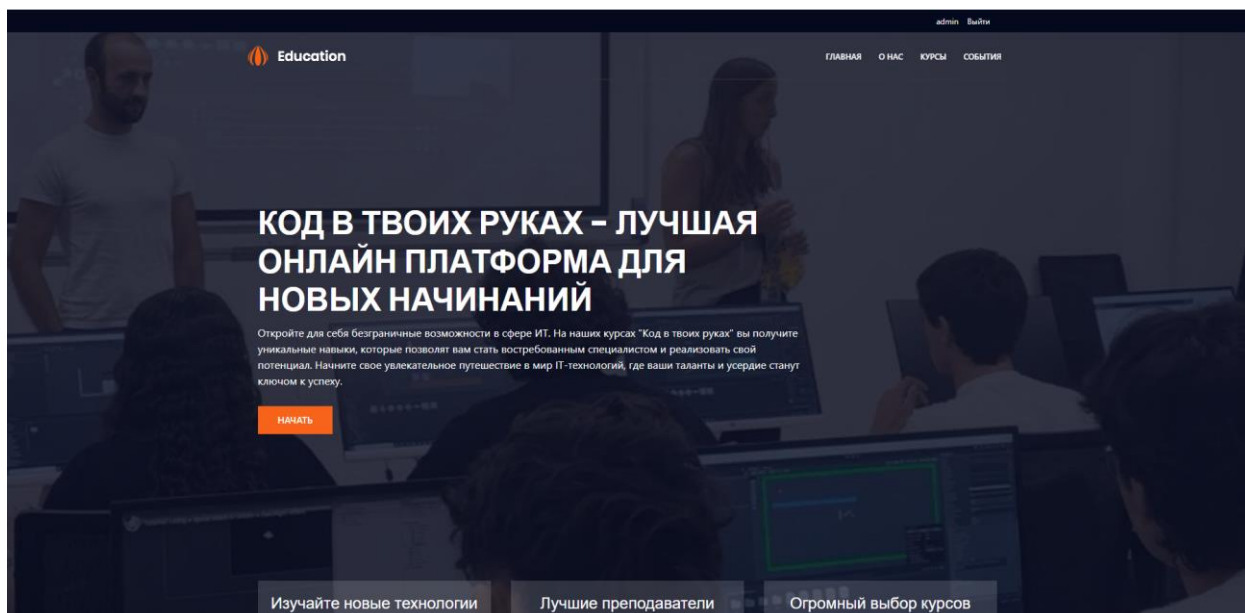 admin Выйти
Education
ГЛАВНАЯ О НАС КУРСЫ СОБЫТИЯ
КОД В ТВОИХ РУКАХ – ЛУЧШАЯ
ОНЛАЙН ПЛАТФОРМА ДЛЯ
НОВЫХ НАЧИНАНИЙ
Откройте для себя безграничные возможности в сфере ИТ. На наших курсах "Код в твоих руках" вы получите
уникальные навыки, которые позволят вам стать востребованным специалистом и реализовать свой
потенциал. Начните свое увлекательное путешествие в мир IT-технологий, где ваши таланты и усердие станут
ключом к успеху.
НАЧАТЬ
Изучайте новые технологии
Лучшие преподаватели
Огромный выбор курсов